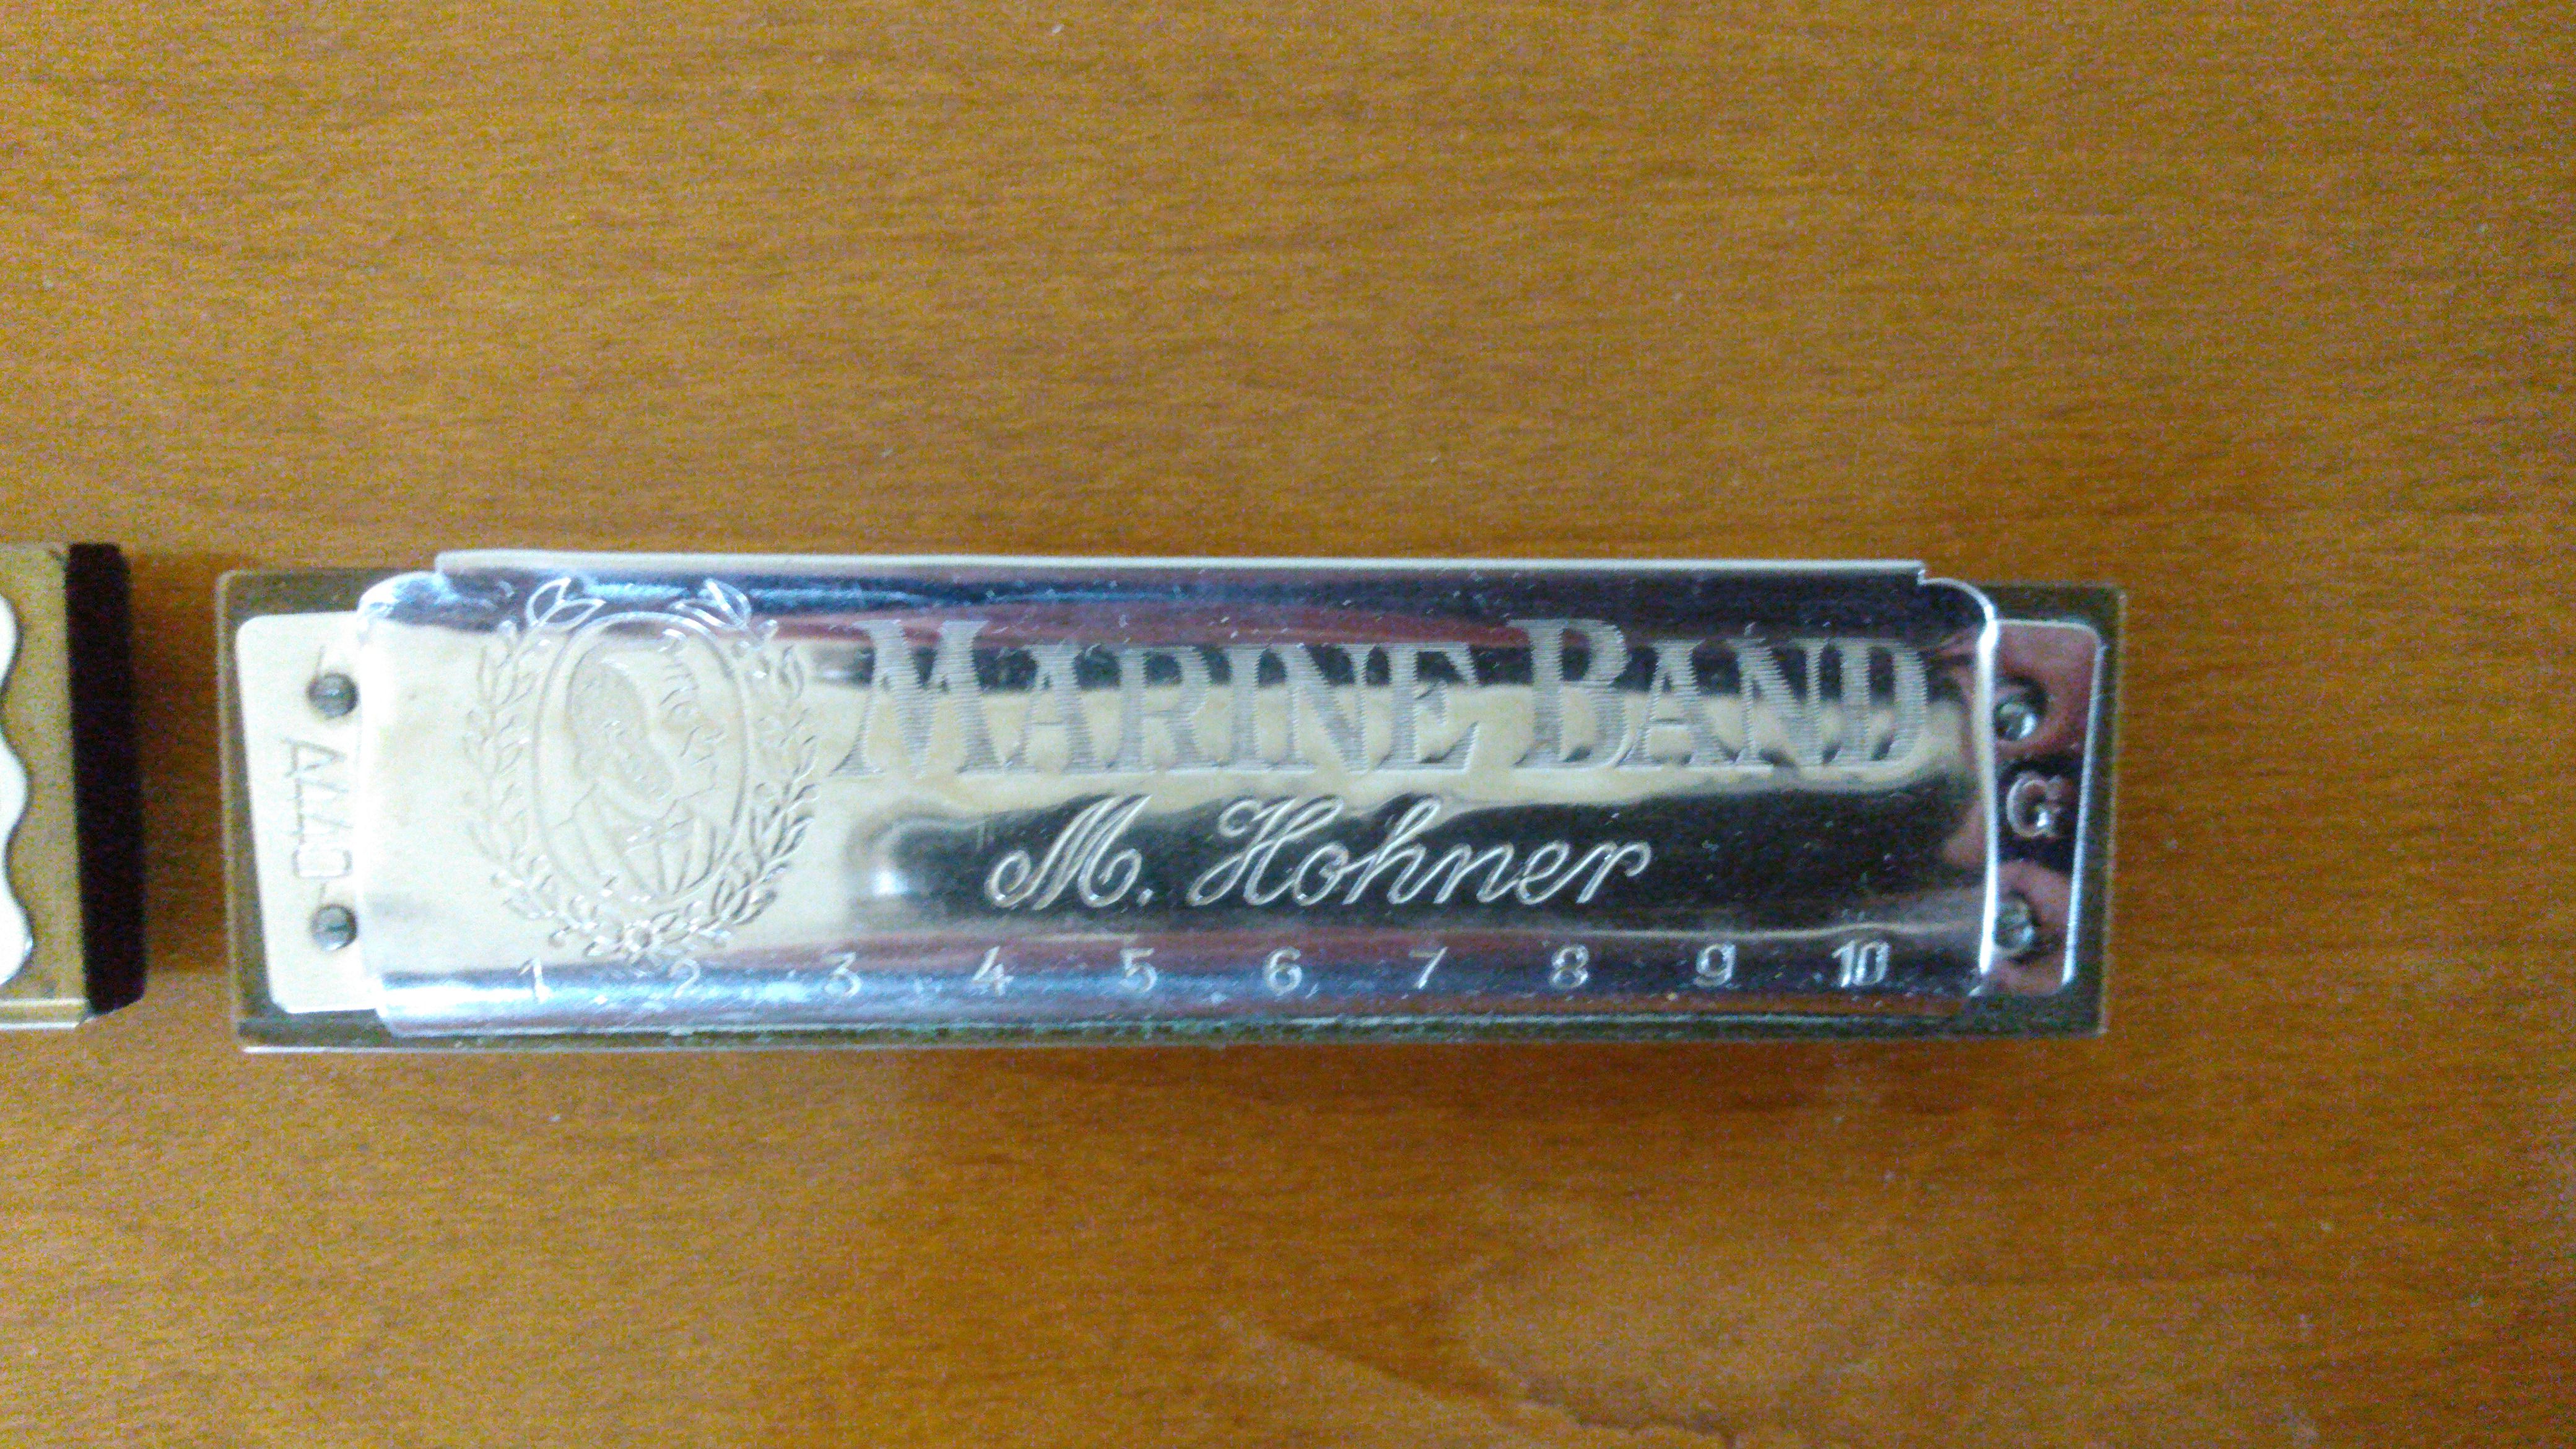 MARINE BAND
M. Hohner
G
1 2 3 4 5 6 7 8 9 10